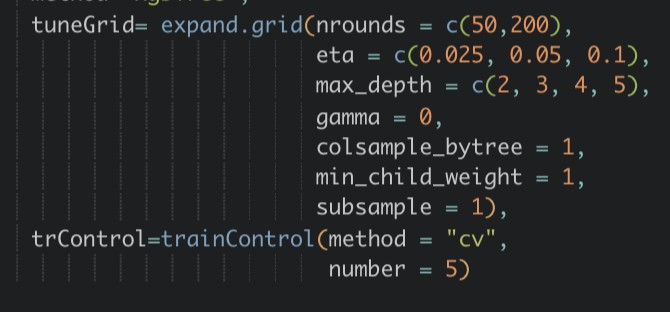 tuneGrid= expand.grid(nrounds = c(50,200),
eta = c(0.025, 0.05, 0.1),
max_depth = c(2, 3, 4, 5),
gamma = 0,
colsample_bytree = 1,
min_child_weight = 1,
subsample = 1),
trControl=trainControl(method = "cv",
number = 5)